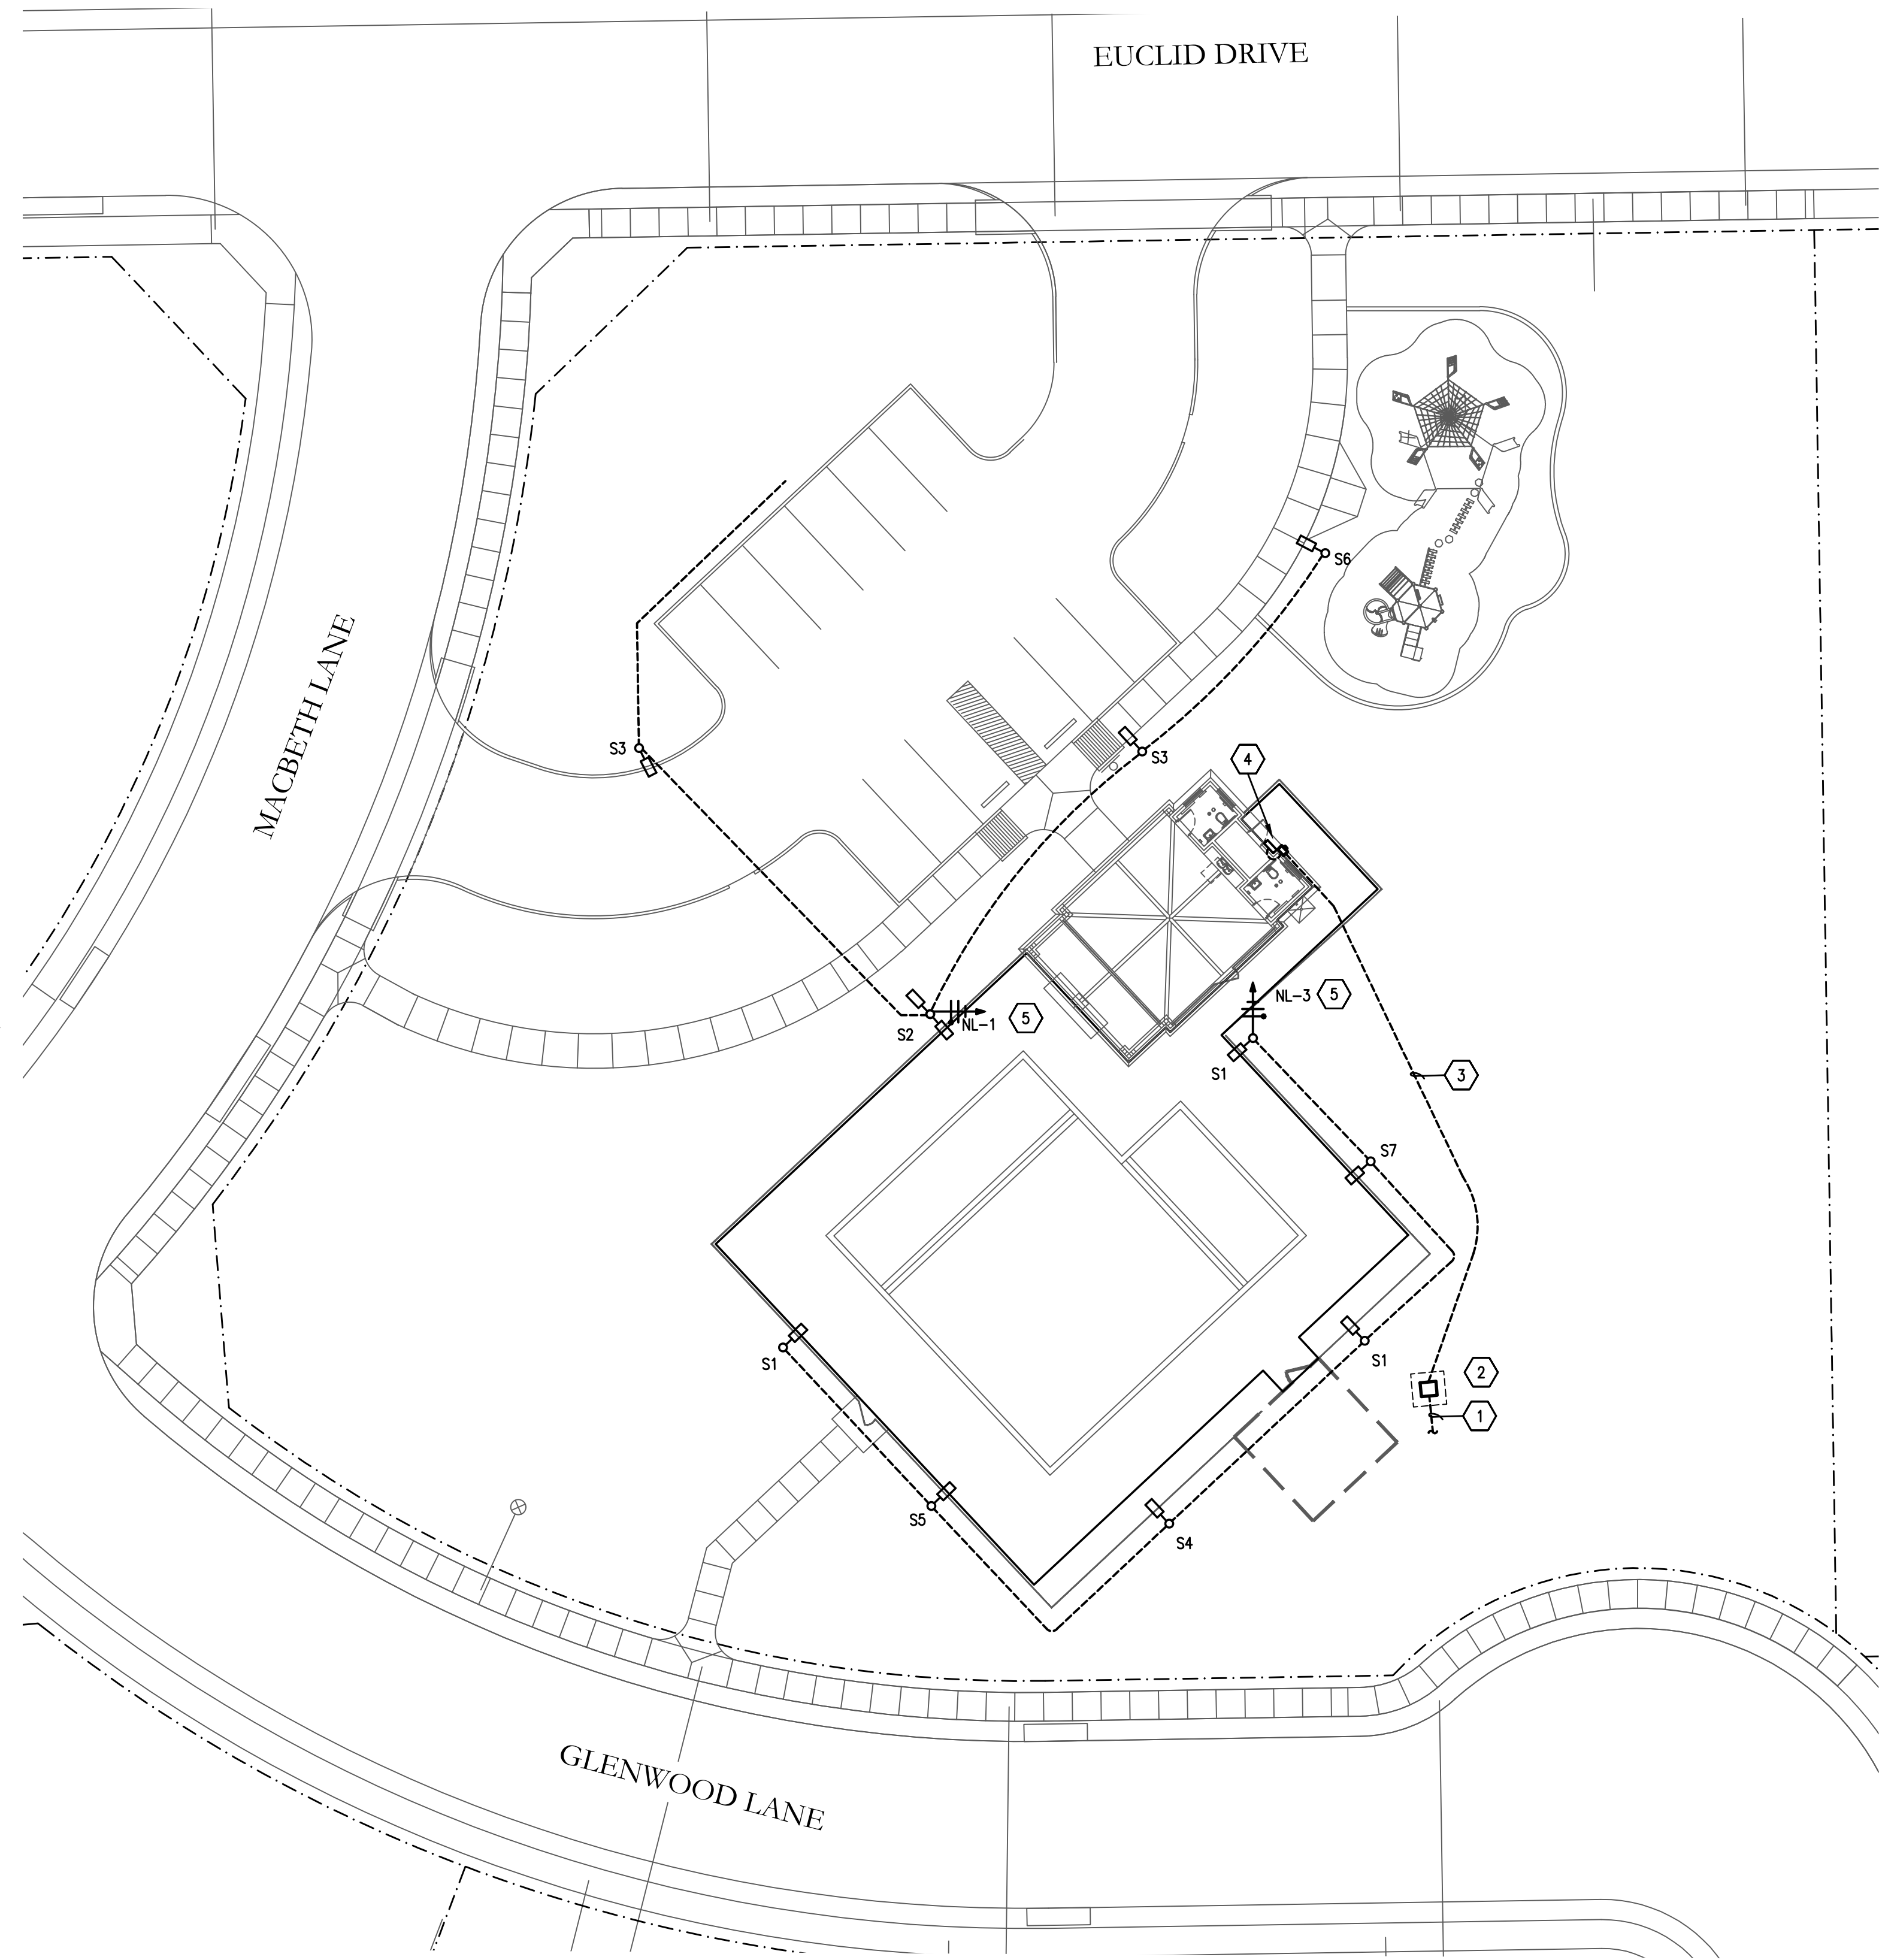 EUCLID DRIVE
S6
MACBETH LANE
S3
S3
4
NL-3
5
S2
NL-1
5
S1
3
S7
S1
S1
2
1
S5
S4
GLENWOOD LANE